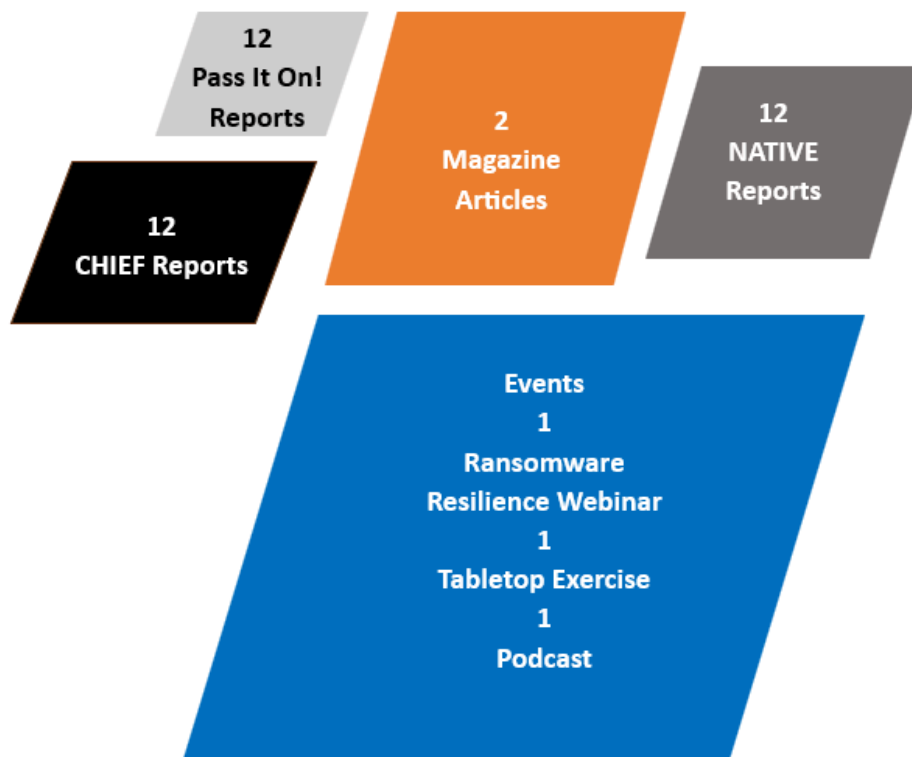 12
Pass It On!
Reports
2
Magazine
Articles
12
NATIVE
Reports
12
CHIEF Reports
Events
1
Ransomware
Resilience Webinar
1
Tabletop Exercise
1
Podcast